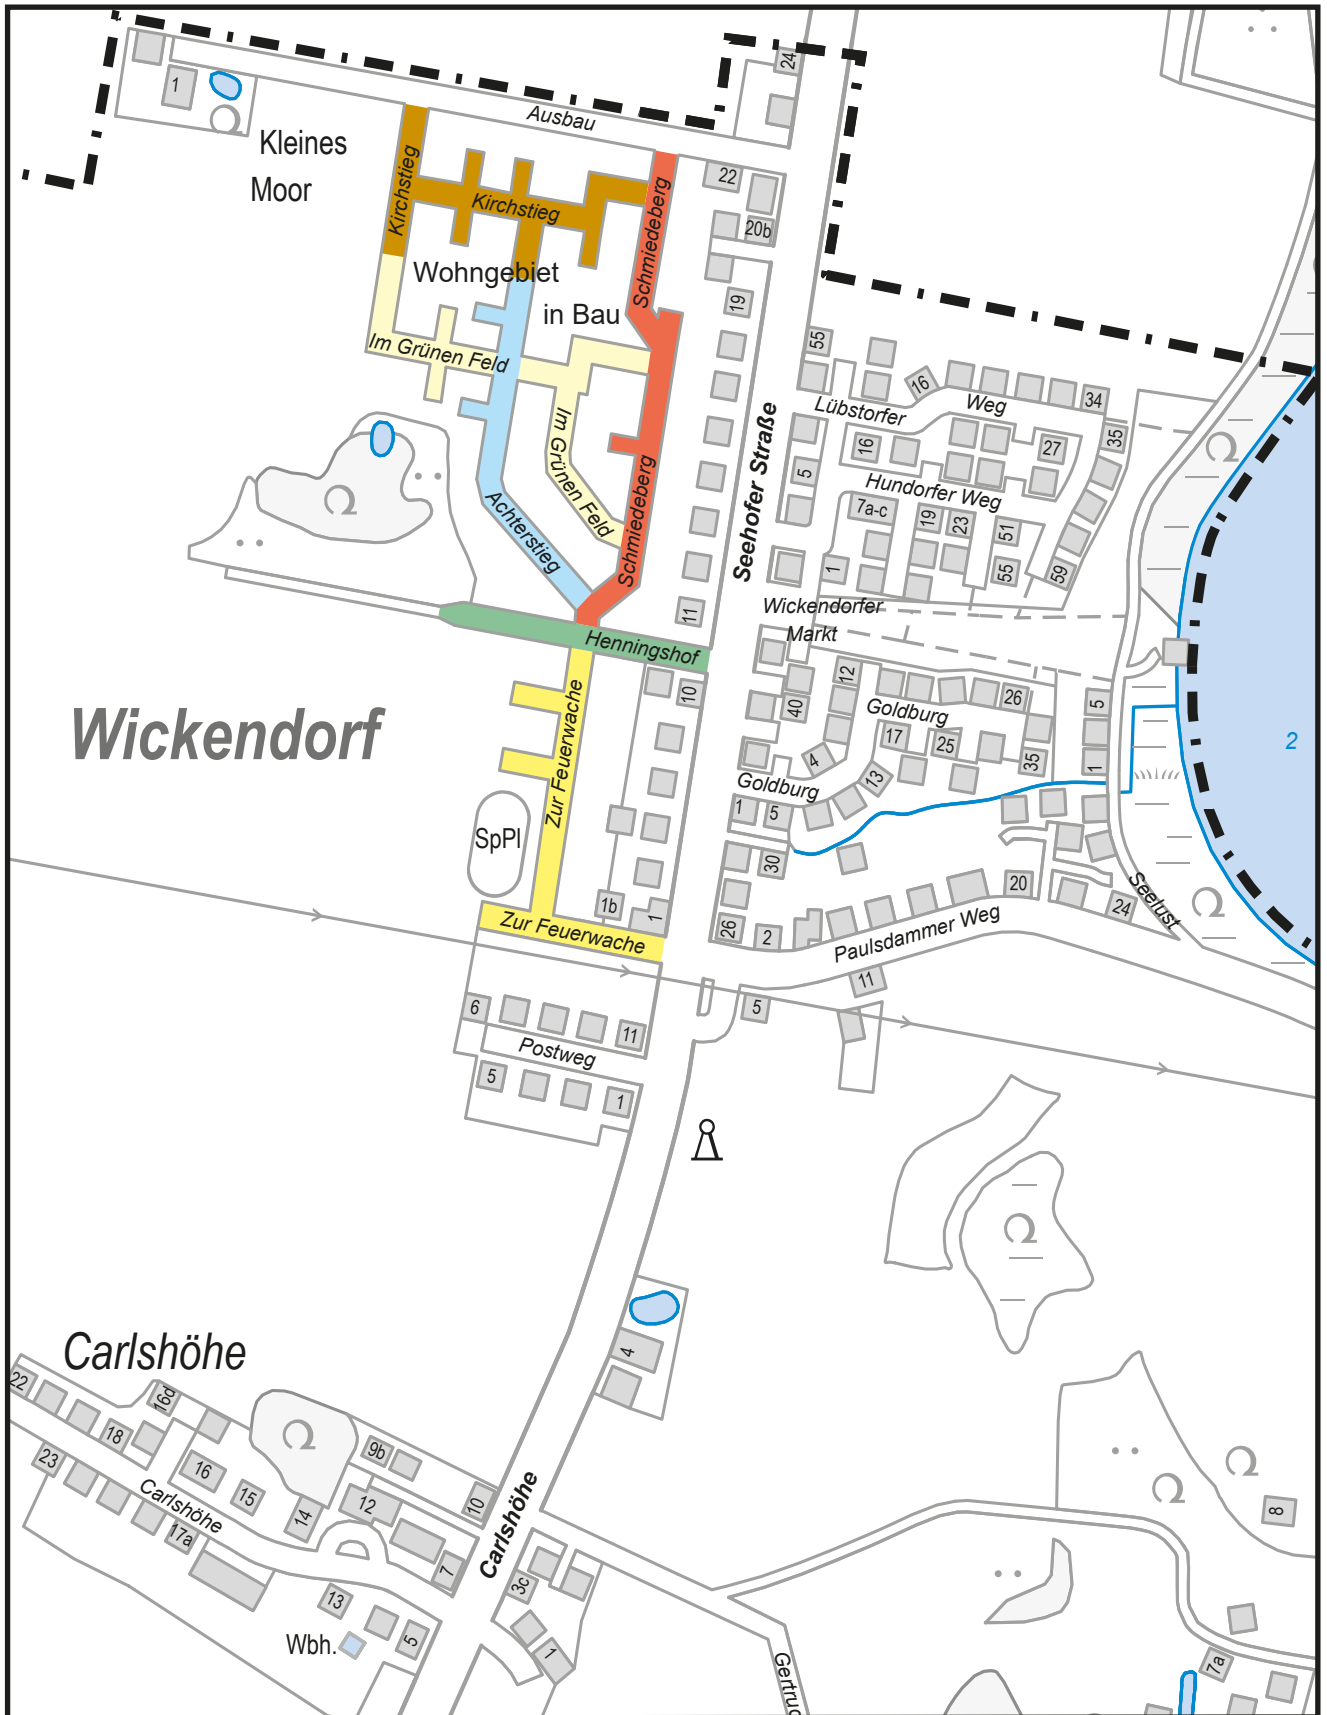 24
1
Ausbau
Kleines
Moor
Kirchstieg
Kirchstieg
Schmiedeberg
22
20b
Wohngebiet
in Bau
19
55
Im Grünen Feld
16
Lübstorfer
Weg
34
35
16
27
5
Hundorfer Weg
Seehofer Straße
Im Grünen Feld
Achterstieg
Schmiedeberg
7a-c
19
23
51
55
59
1
11
Wickendorfer
Markt
Henningshof
10
12
40
26
5
Goldburg
17
25
35
1
Wickendorf
Zur Feuerwache
4
13
Goldburg
1
5
2
SpPl
30
20
24
Seelust
1b
1
Zur Feuerwache
26
2
Paulsdammer Weg
11
5
6
11
Postweg
5
1
4
Carlshöhe
22
16d
18
23
16
15
14
9b
12
10
Carlshöhe
17a
7
Carlshöhe
3c
13
5
1
Wbh.
8
7a
Gertrud